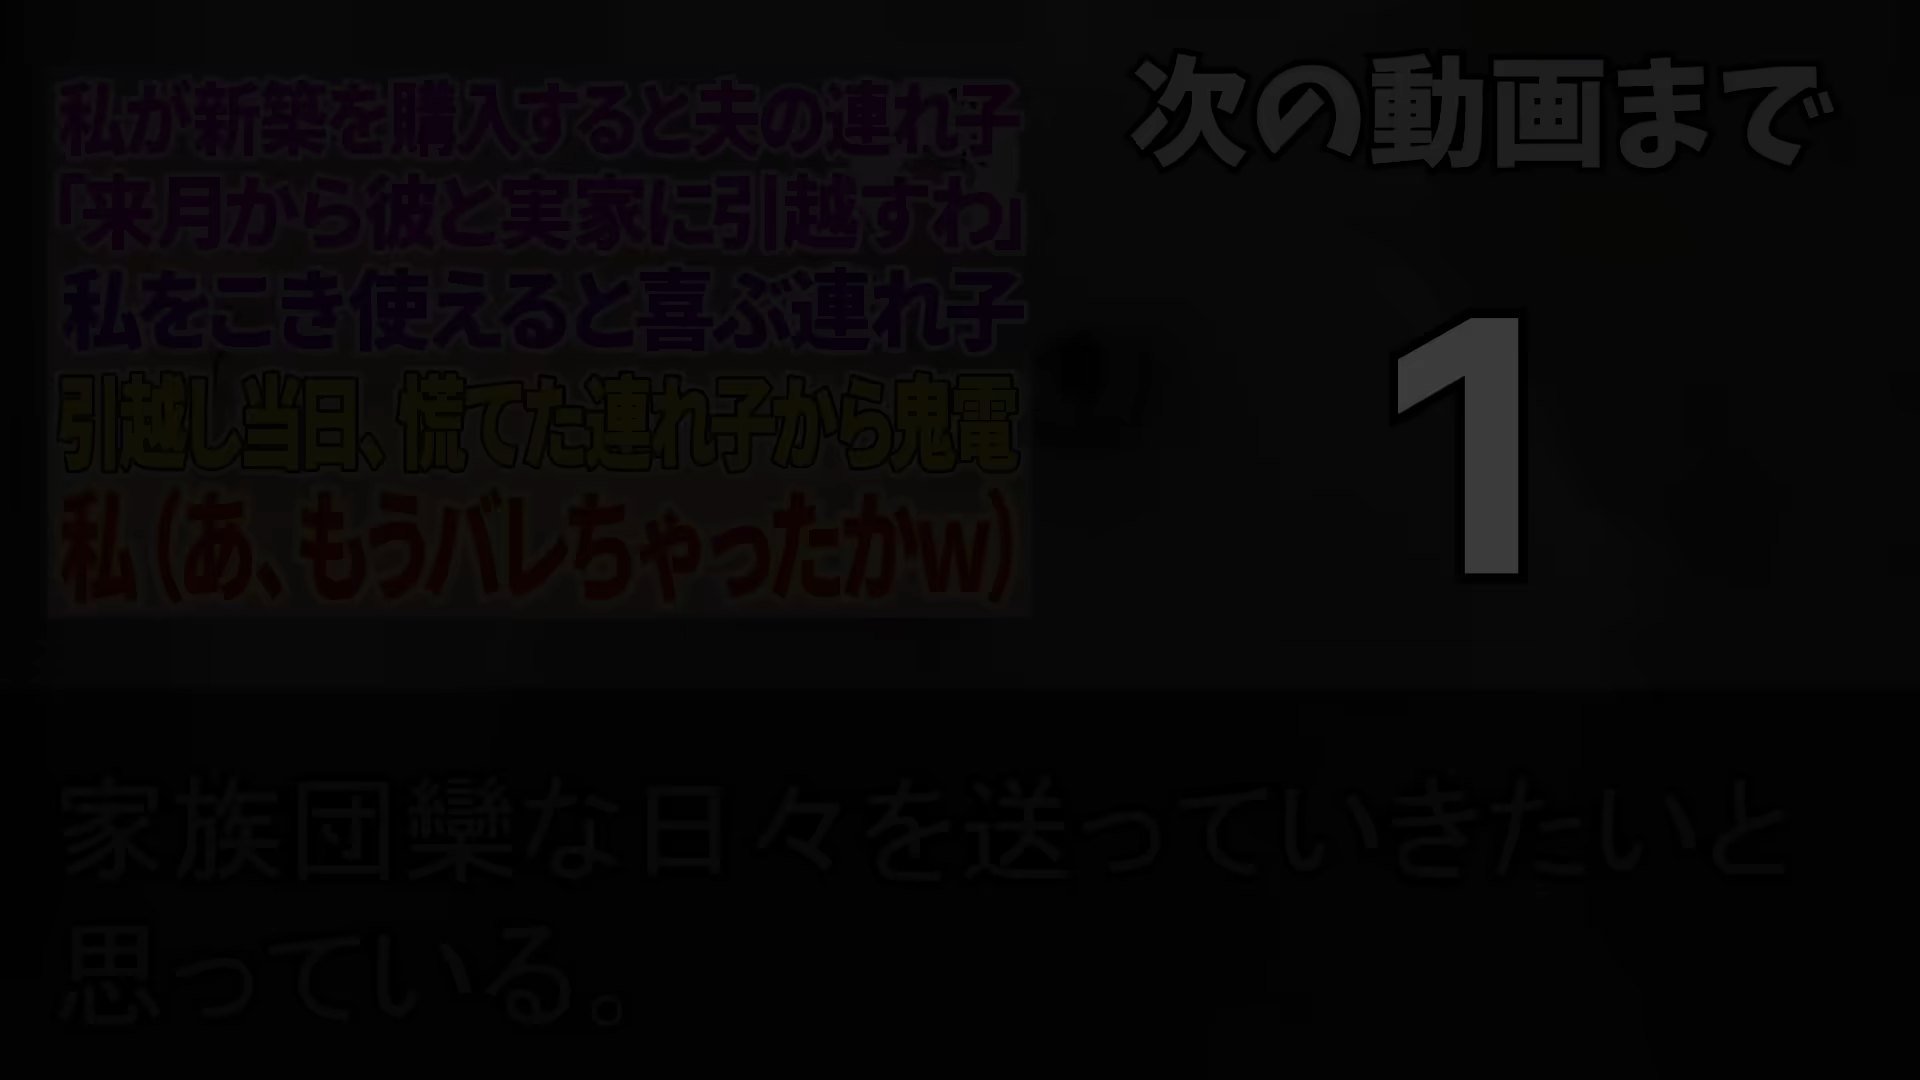 私が新築を購入すると夫の連れ子
「来月から彼と実家に引越すわ」
私をこき使えると喜ぶ連れ子
引越し当日、慌てた連れ子から鬼電
私（あ、もうバレちゃったかw）
次の動画まで
1
家族団欒な日々を送っていきたいと
思っている。